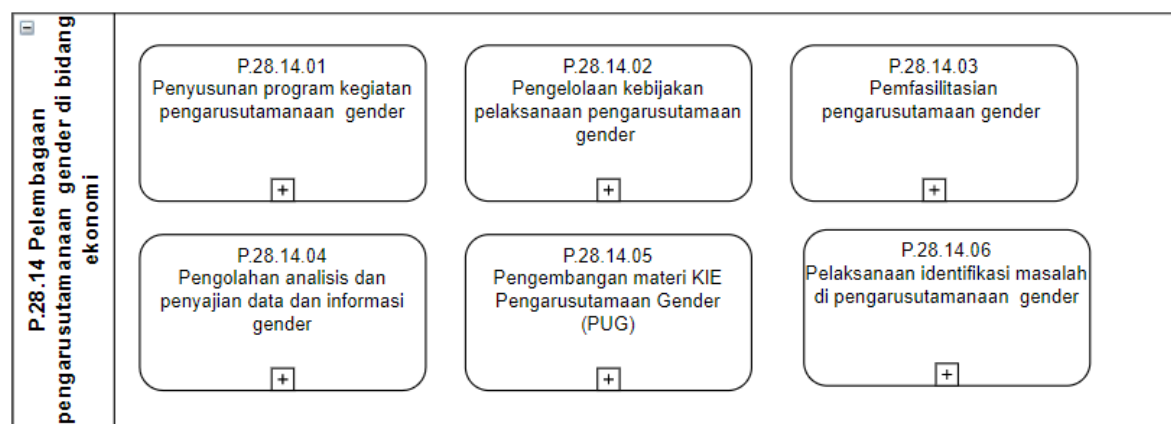 P.28.14 Pelembagaan
pengarusutamanaan gender di bidang
ekonomi
P.28.14.01
Penyusunan program kegiatan
pengarusutamanaan gender
P.28.14.02
Pengelolaan kebijakan
pelaksanaan pengarusutamaan
gender
P.28.14.03
Pemfasilitasian
pengarusutamaan gender
P.28.14.04
Pengolahan analisis dan
penyajian data dan informasi
gender
P.28.14.05
Pengembangan materi KIE
Pengarusutamaan Gender
(PUG)
P.28.14.06
Pelaksanaan identifikasi masalah
di pengarusutamanaan gender